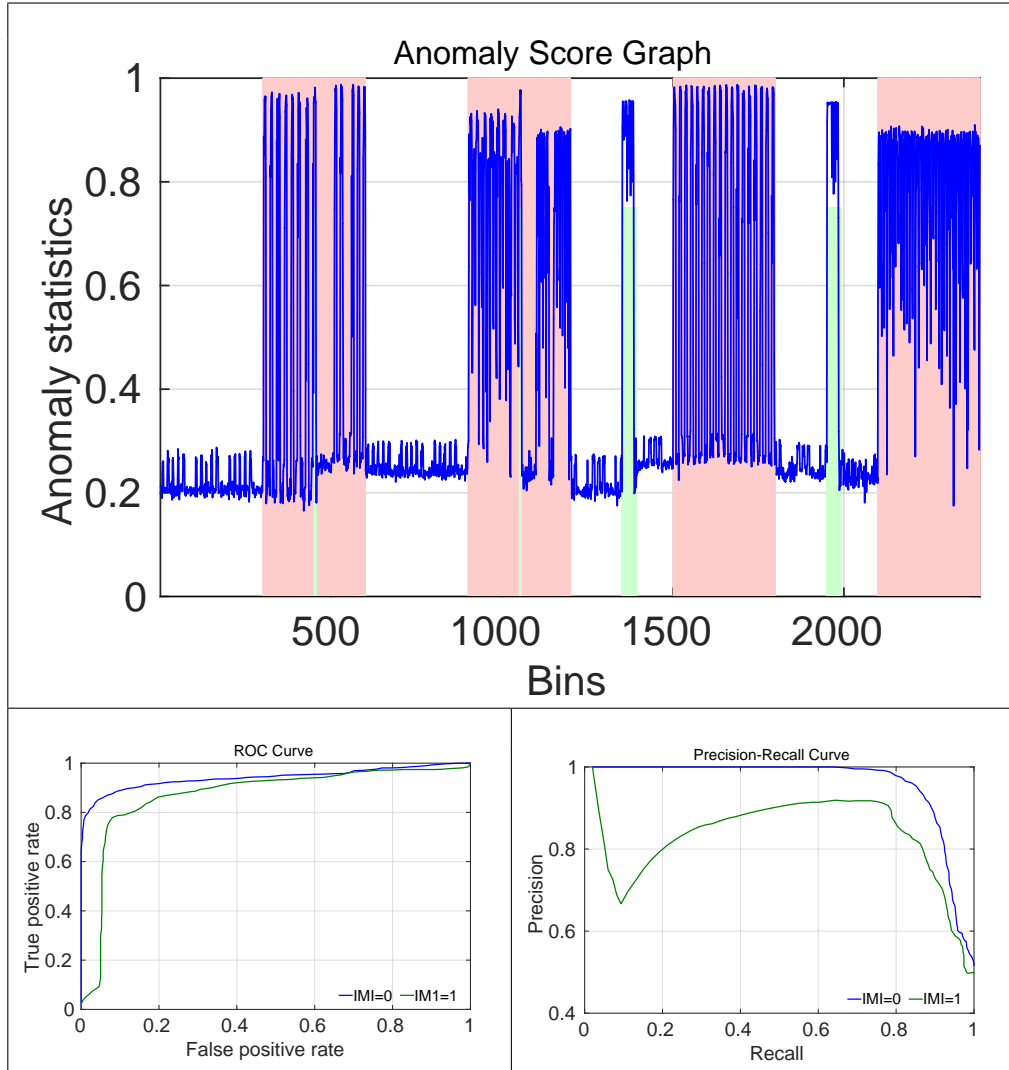 Anomaly Score Graph
Anomaly statistics
1
0.8
0.6
0.4
0.2
0
500 1000 1500 2000
Bins
ROC Curve
True positive rate
1
0.8
0.6
0.4
0.2
0
0 0.2 0.4 0.6 0.8 1
False positive rate
IMI=0 IM1=1
Precision-Recall Curve
Precision
1
0.8
0.6
0.4
0 0.2 0.4 0.6 0.8 1
Recall
IMI=0 IMI=1